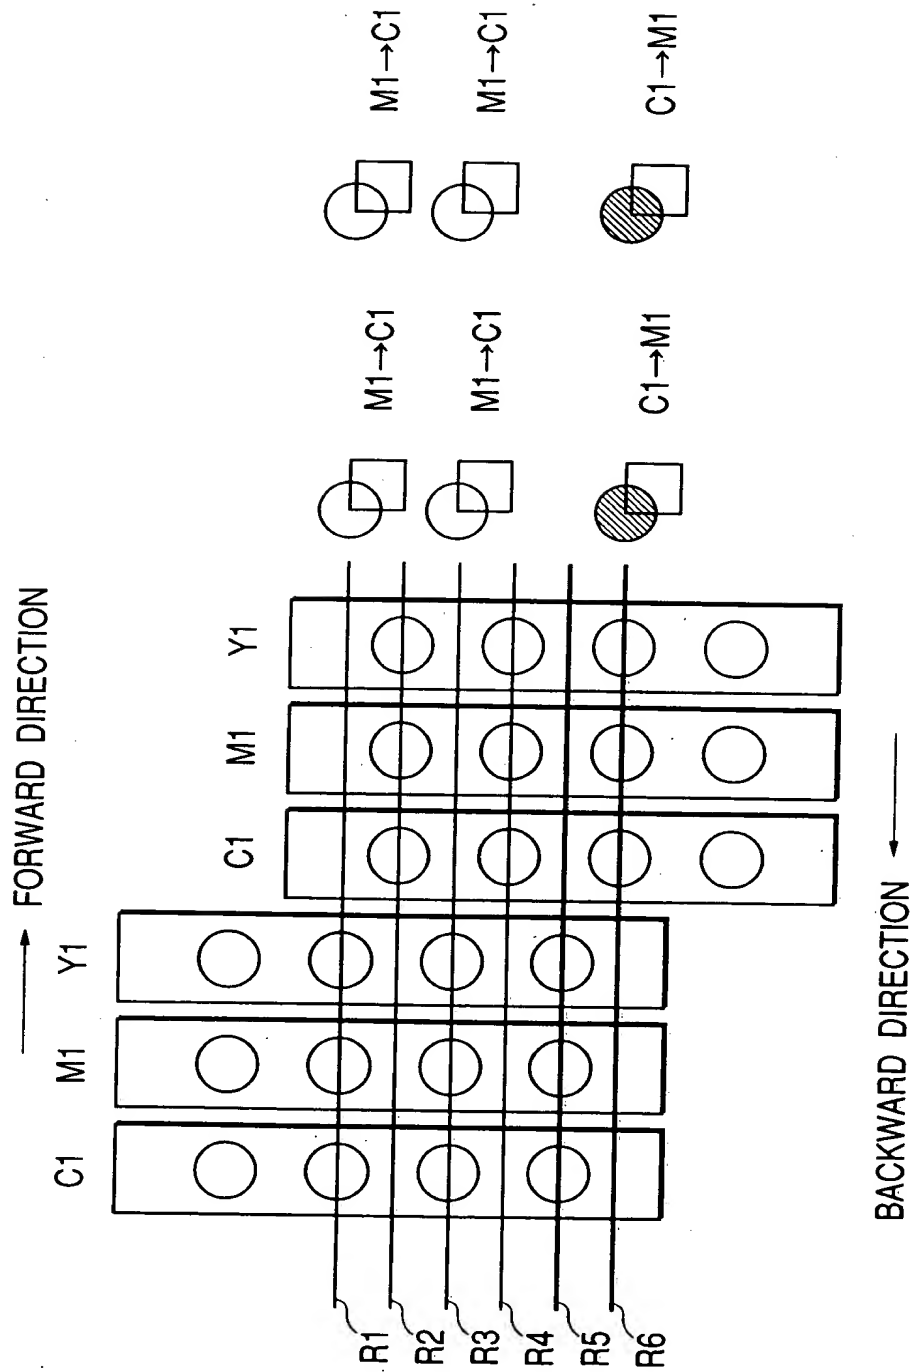 → FORWARD DIRECTION
C1 M1 Y1 C1 M1 Y1
M1→C1 M1→C1
M1→C1 M1→C1
C1→M1 C1→M1
R1
R2
R3
R4
R5
R6
BACKWARD DIRECTION ←